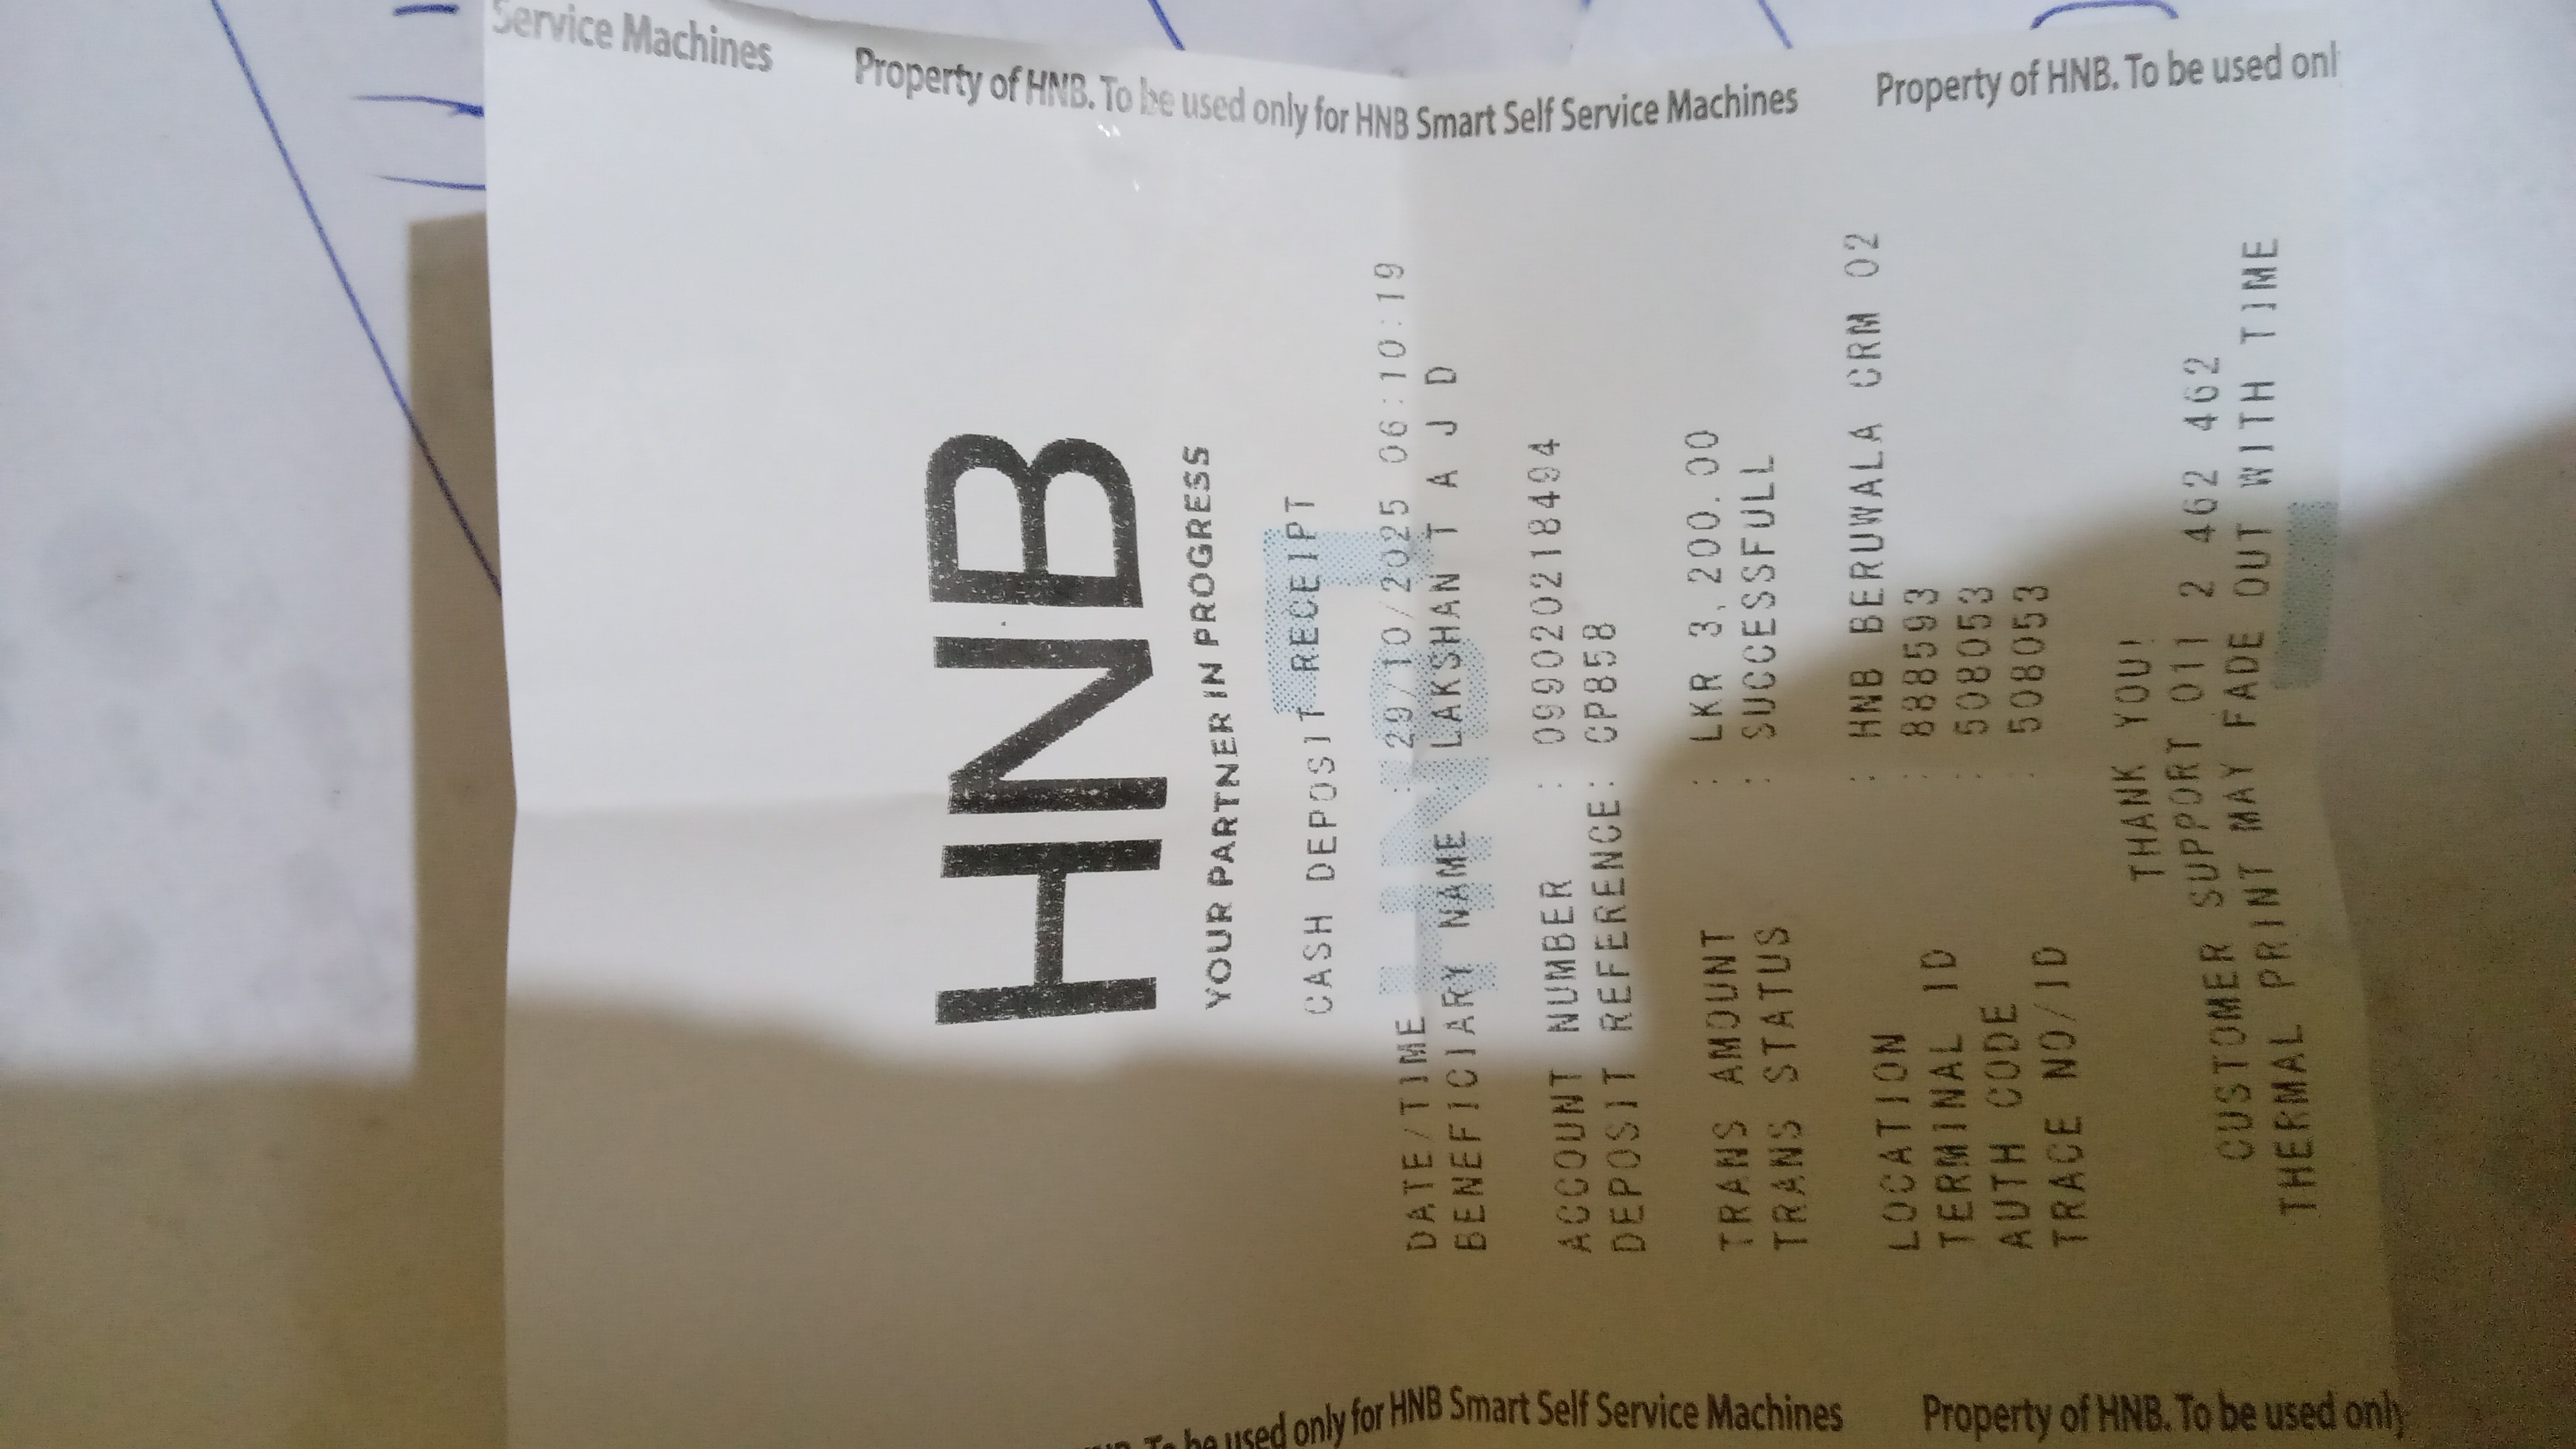 Service Machines Property of HNB. To be used only for HNB Smart Self Service Machines Property of HNB. To be used onl
HNB
YOUR PARTNER IN PROGRESS
CASH DEPOSIT RECEIPT
DATE/TIME : 29/10/2025 06:10:19
BENEFICIARY NAME LAKSHAN T A J D
ACCOUNT NUMBER : 099020218494
DEPOSIT REFERENCE: CP858
TRANS AMOUNT : LKR 3,200.00
TRANS STATUS : SUCCESSFULL
LOCATION : HNB BERUWALA CRM 02
TERMINAL ID : 888593
AUTH CODE : 508053
TRACE NO/ID : 508053
THANK YOU!
CUSTOMER SUPPORT 011 2 462 462
THERMAL PRINT MAY FADE OUT WITH TIME
To be used only for HNB Smart Self Service Machines Property of HNB. To be used only